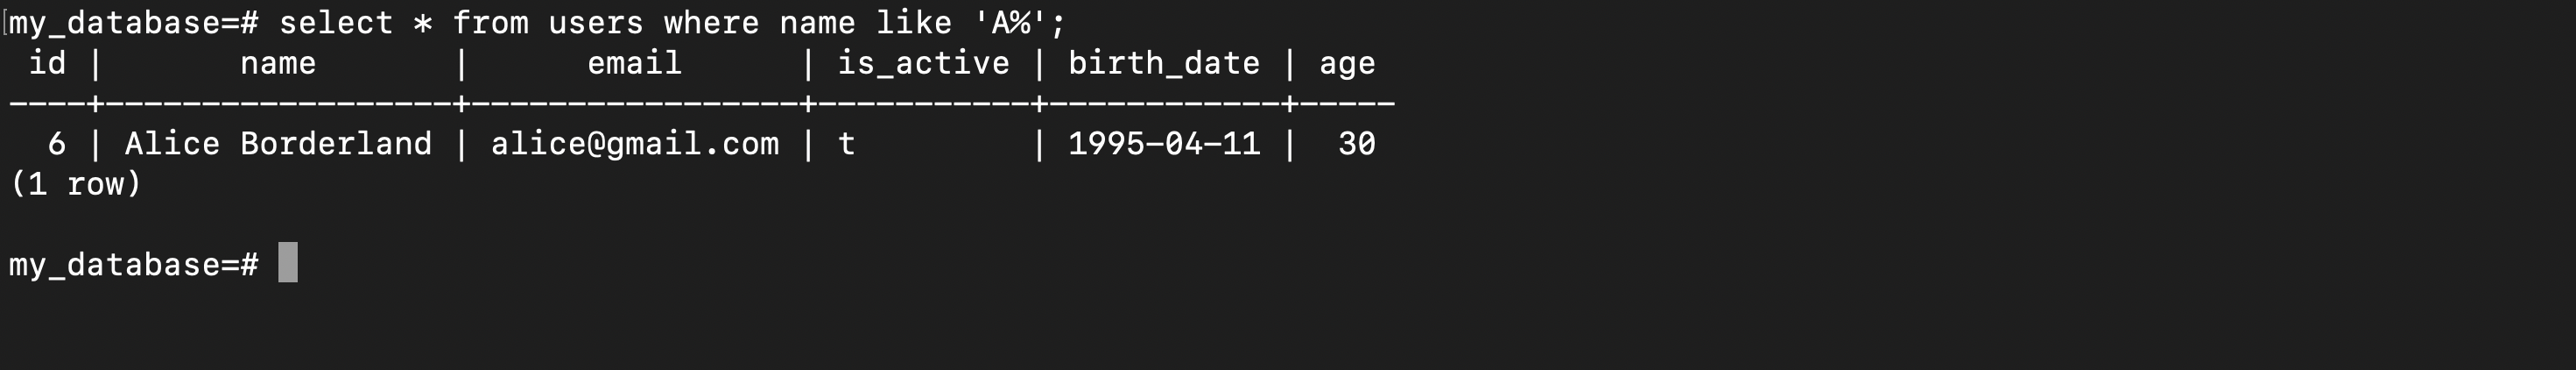 my_database=# select * from users where name like 'A%';
 id |       name       |      email      | is_active | birth_date | age
----+------------------+-----------------+-----------+------------+-----
  6 | Alice Borderland | alice@gmail.com | t         | 1995-04-11 |  30
(1 row)
my_database=#